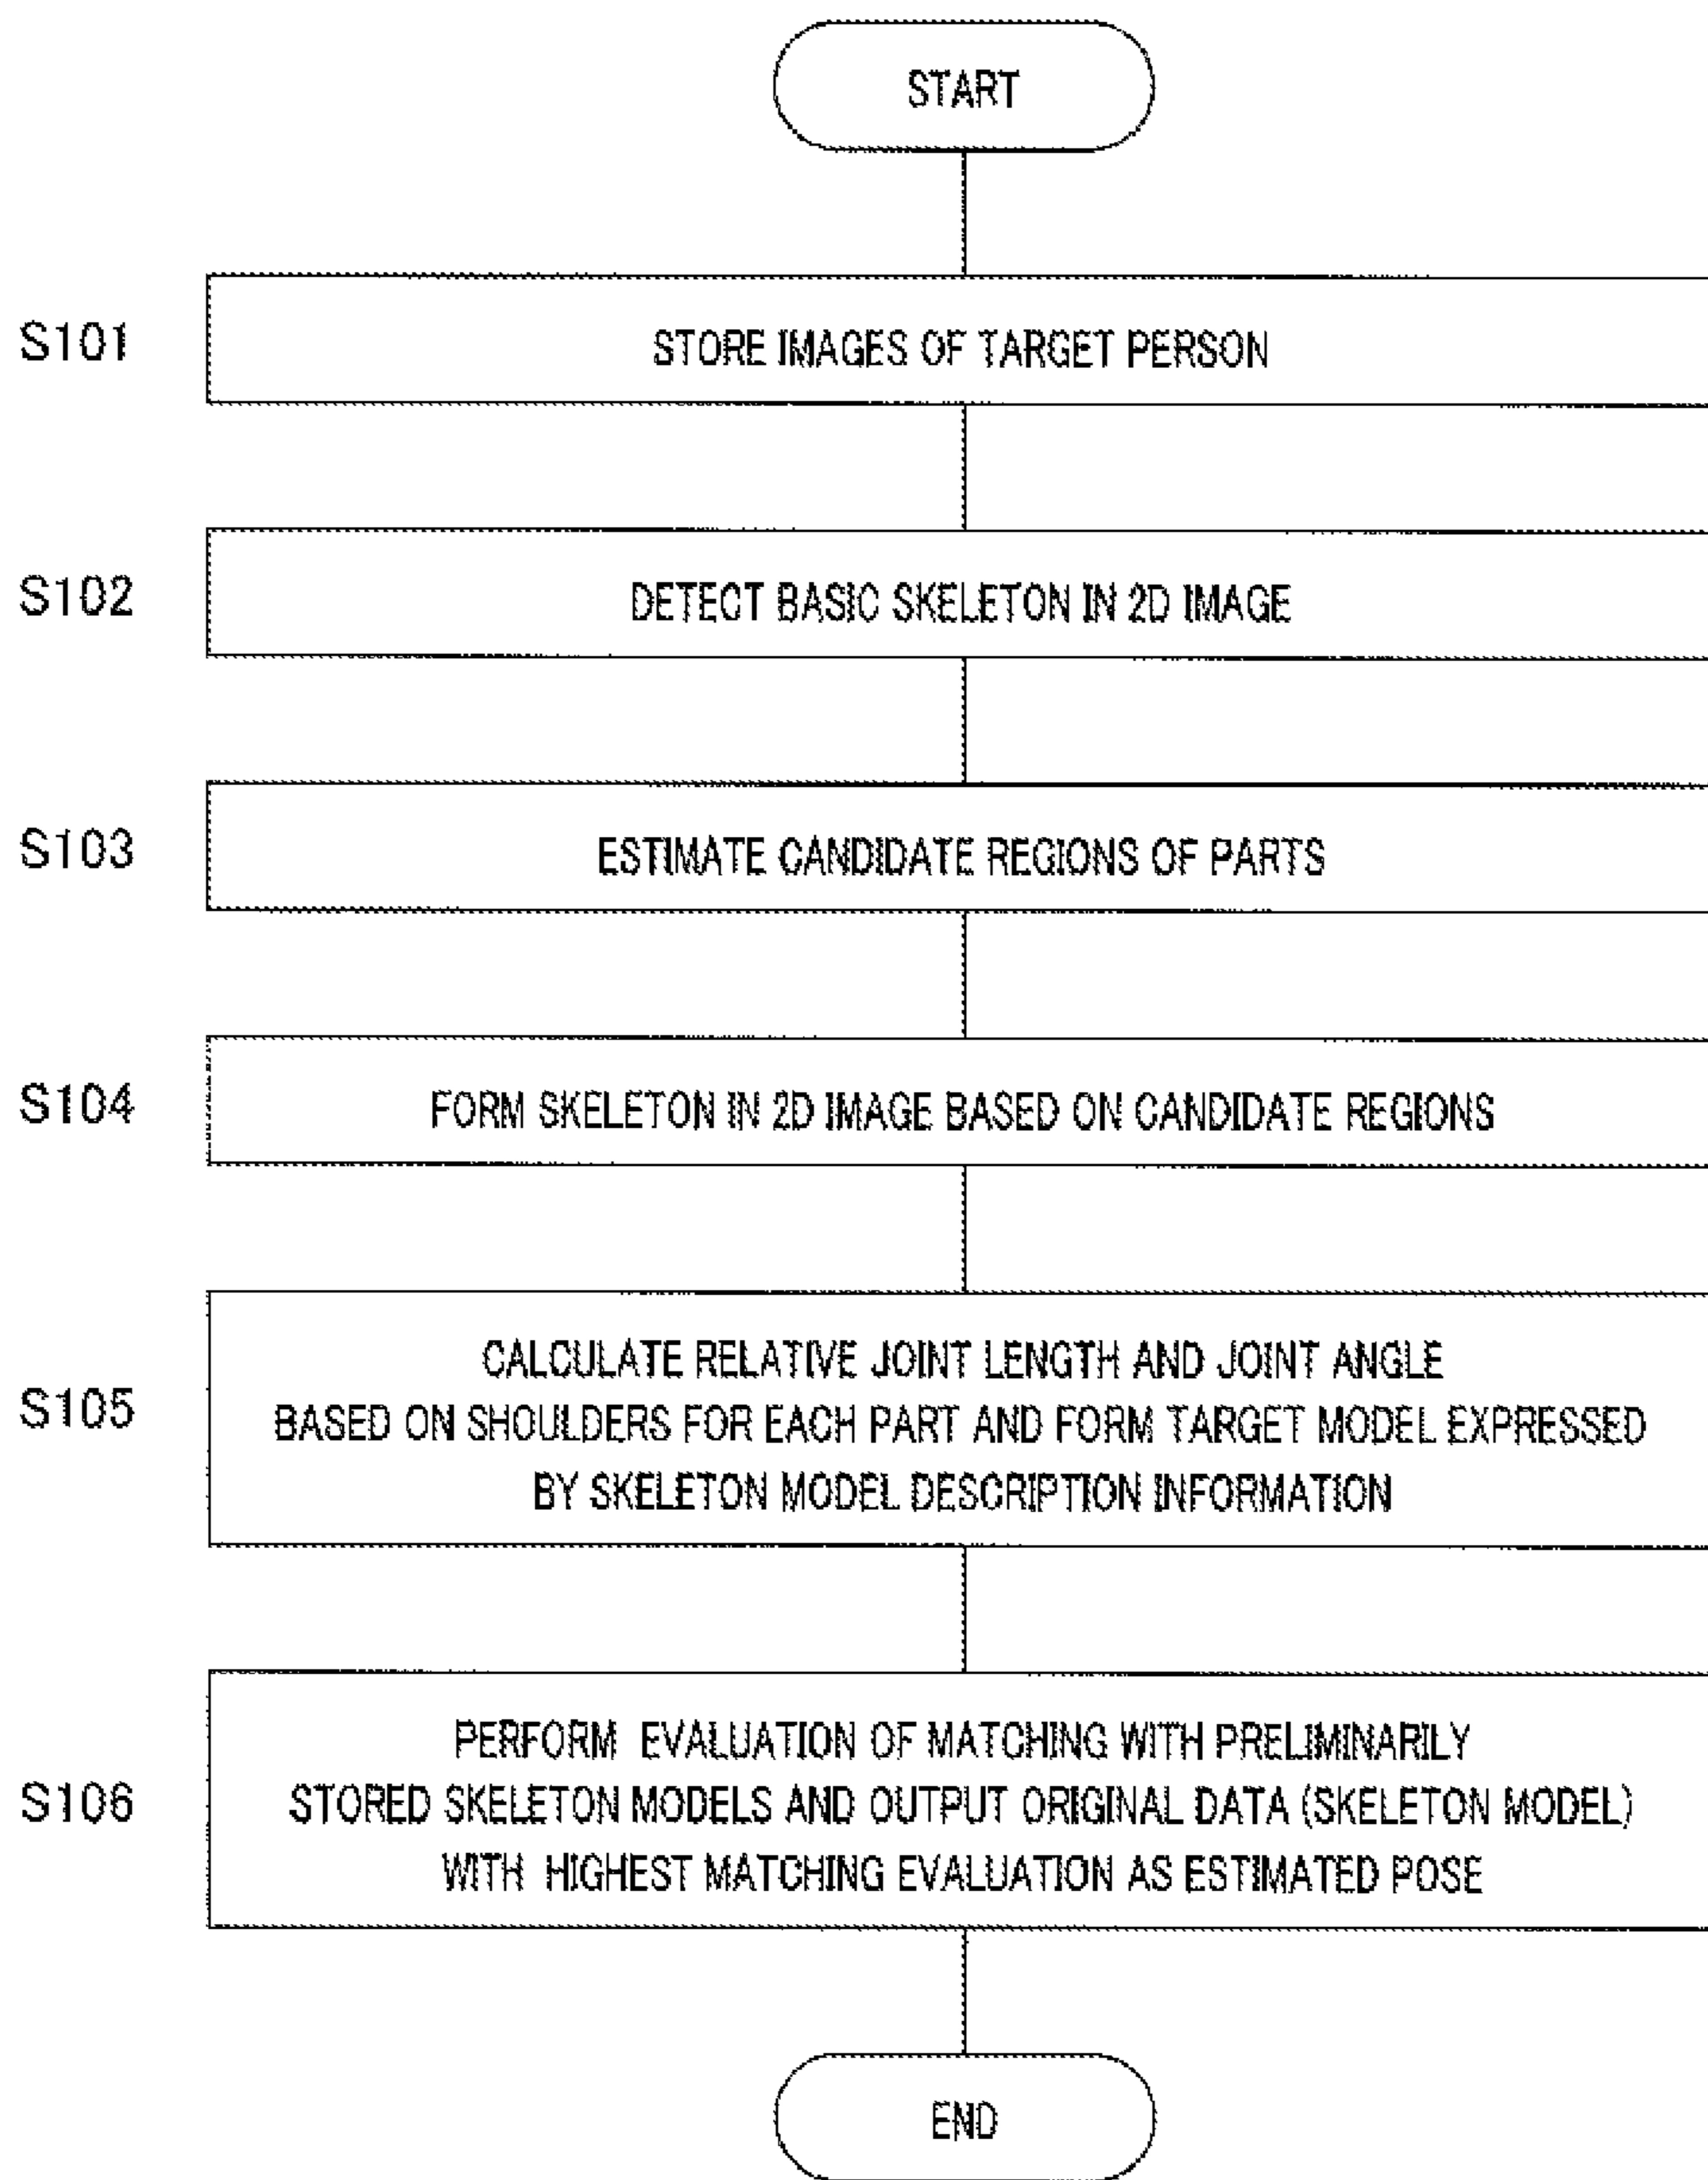 START
S101
STORE IMAGES OF TARGET PERSON
S102
DETECT BASIC SKELETON IN 2D IMAGE
S103
ESTIMATE CANDIDATE REGIONS OF PARTS
S104
FORM SKELETON IN 2D IMAGE BASED ON CANDIDATE REGIONS
S105
CALCULATE RELATIVE JOINT LENGTH AND JOINT ANGLE
BASED ON SHOULDERS FOR EACH PART AND FORM TARGET MODEL EXPRESSED
BY SKELETON MODEL DESCRIPTION INFORMATION
S106
PERFORM EVALUATION OF MATCHING WITH PRELIMINARILY
STORED SKELETON MODELS AND OUTPUT ORIGINAL DATA (SKELETON MODEL)
WITH HIGHEST MATCHING EVALUATION AS ESTIMATED POSE
END